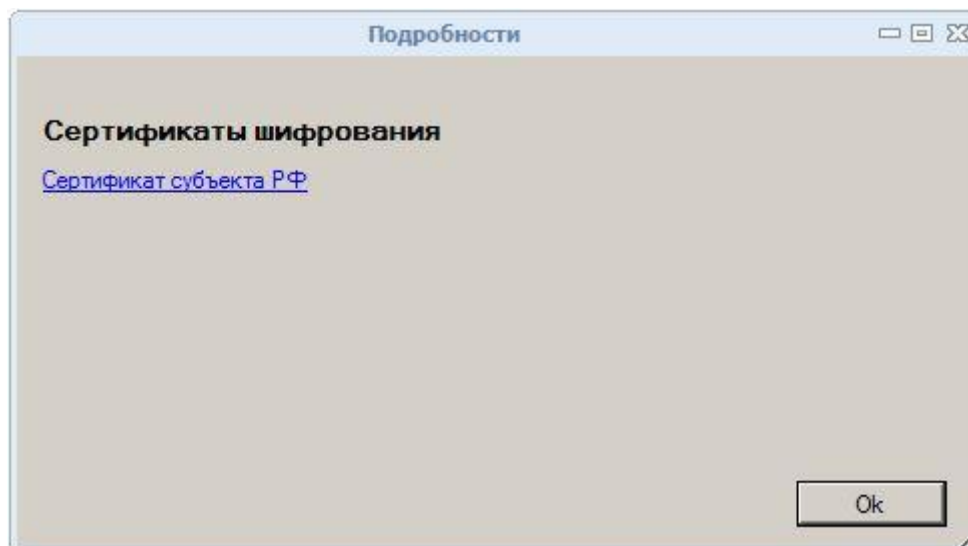 Подробности
Сертификаты шифрования
Сертификат субъекта РФ
Ok